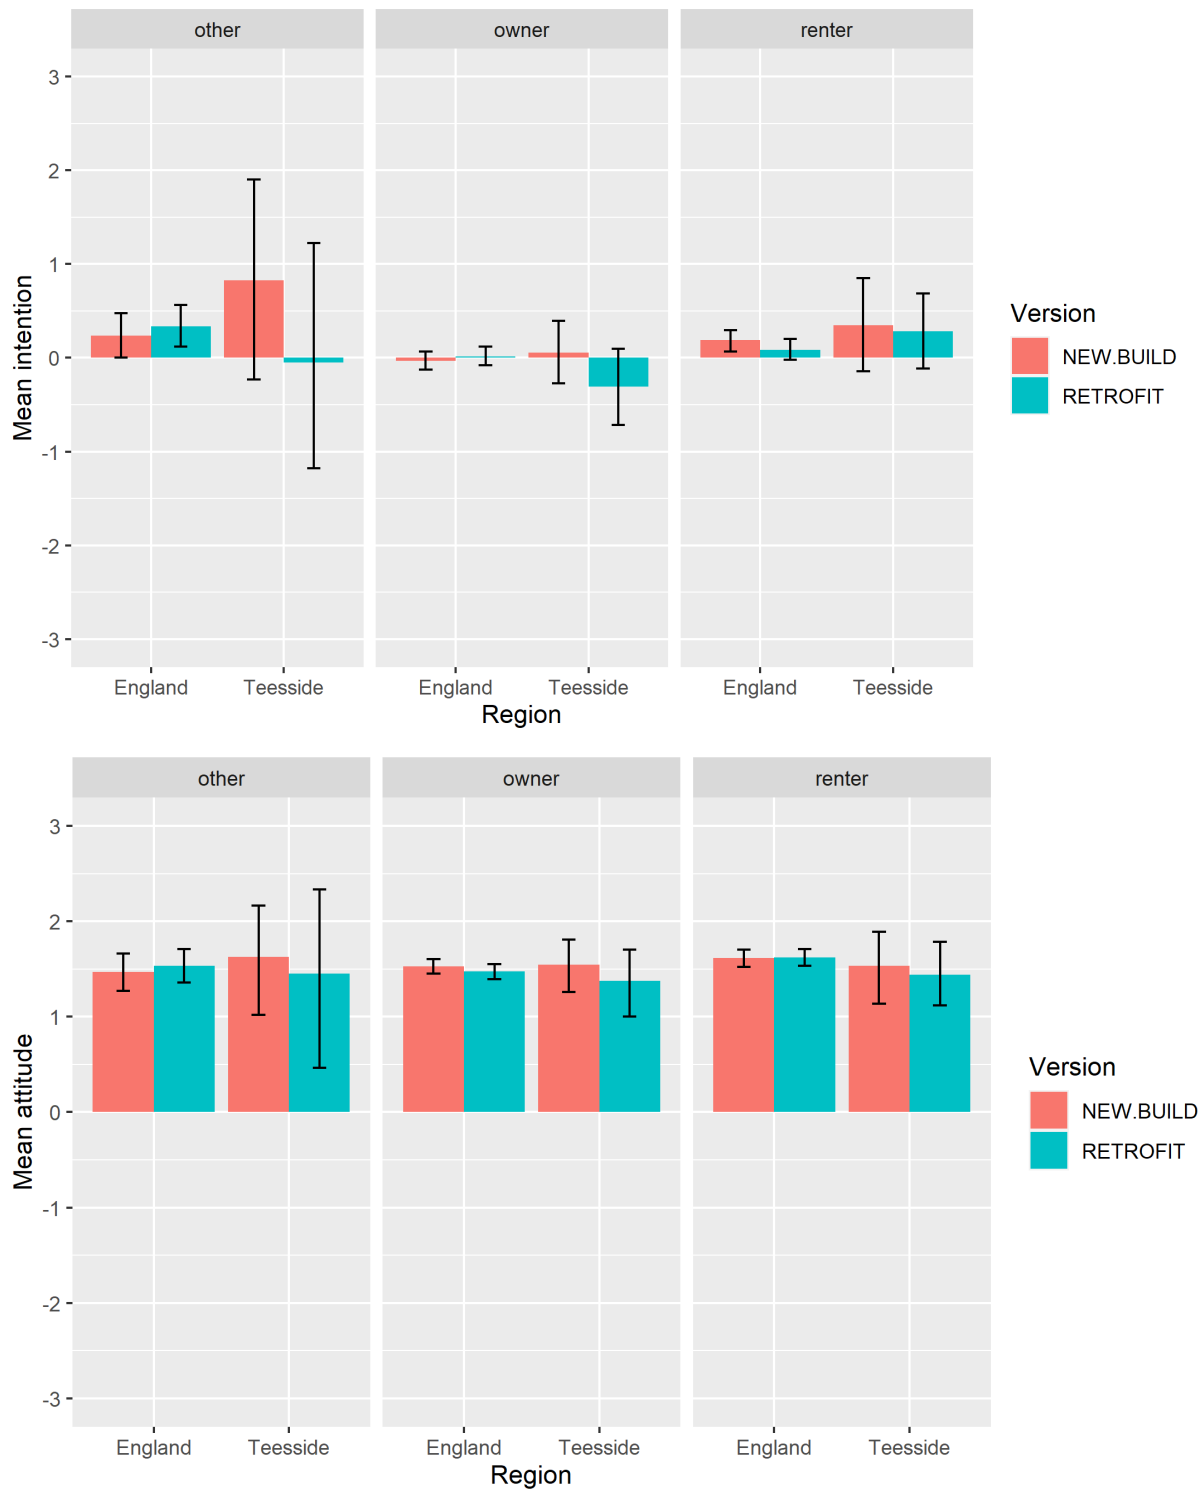 other owner renter
3
2
1
0
-1
-2
-3
Mean intention
England Teesside England Teesside England Teesside
Region
Version
NEW.BUILD
RETROFIT
other owner renter
3
2
1
0
-1
-2
-3
Mean attitude
England Teesside England Teesside England Teesside
Region
Version
NEW.BUILD
RETROFIT